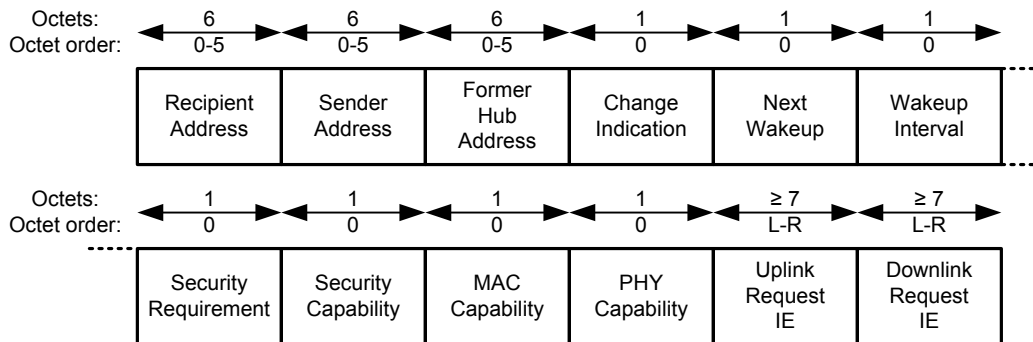 Octets: 6 6 6 1 1 1
Octet order: 0-5 0-5 0-5 0 0 0
Recipient Address
Sender Address
Former Hub Address
Change Indication
Next Wakeup
Wakeup Interval
Octets: 1 1 1 1 ≥ 7 ≥ 7
Octet order: 0 0 0 0 L-R L-R
Security Requirement
Security Capability
MAC Capability
PHY Capability
Uplink Request IE
Downlink Request IE